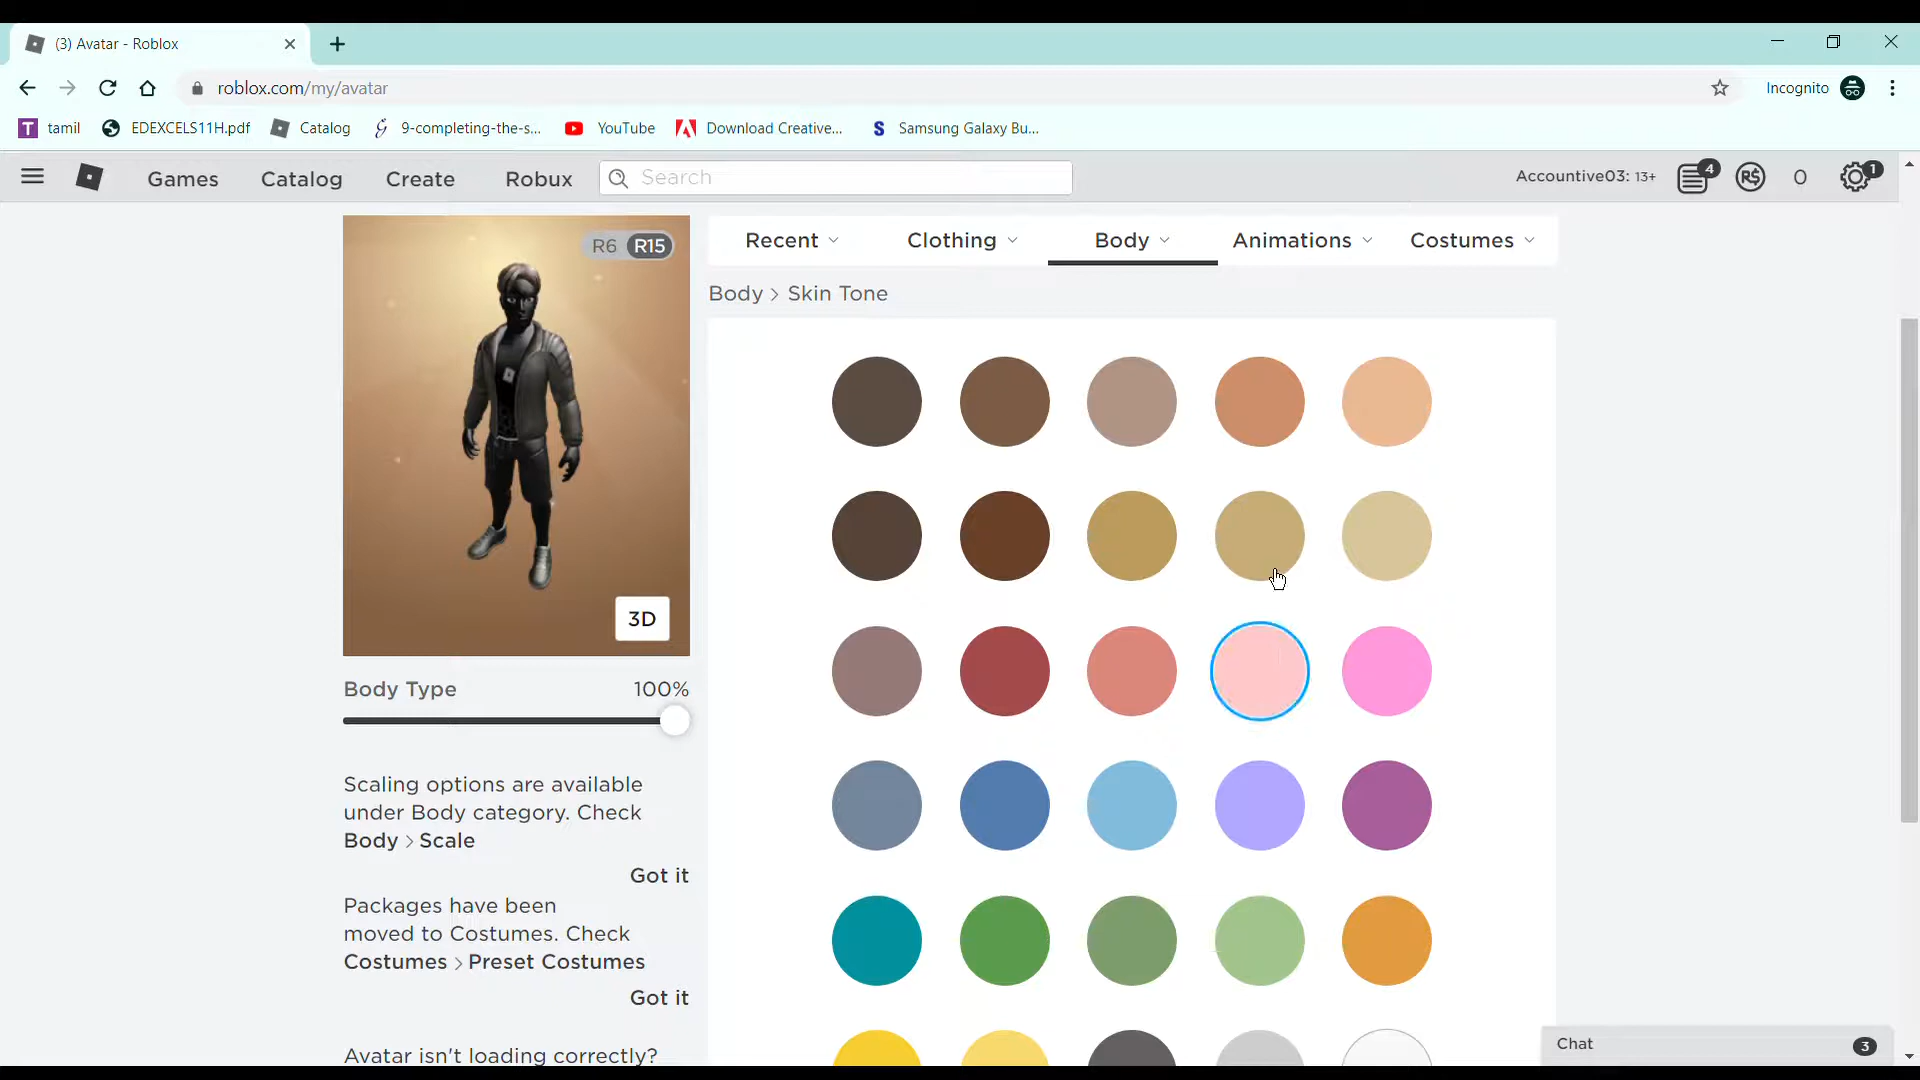 (3) Avatar - Roblox
roblox.com/my/avatar
Incognito
T tamil
EDEXCELS11H.pdf
Catalog
9-completing-the-s...
YouTube
Download Creative...
S Samsung Galaxy Bu...
Games
Catalog
Create
Robux
Search
Accountive03: 13+
4
R$
0
1
R6 R15
3D
Recent
Clothing
Body
Animations
Costumes
Body > Skin Tone
Body Type 100%
Scaling options are available
under Body category. Check
Body > Scale
Got it
Packages have been
moved to Costumes. Check
Costumes > Preset Costumes
Got it
Avatar isn't loading correctly?
Chat 3